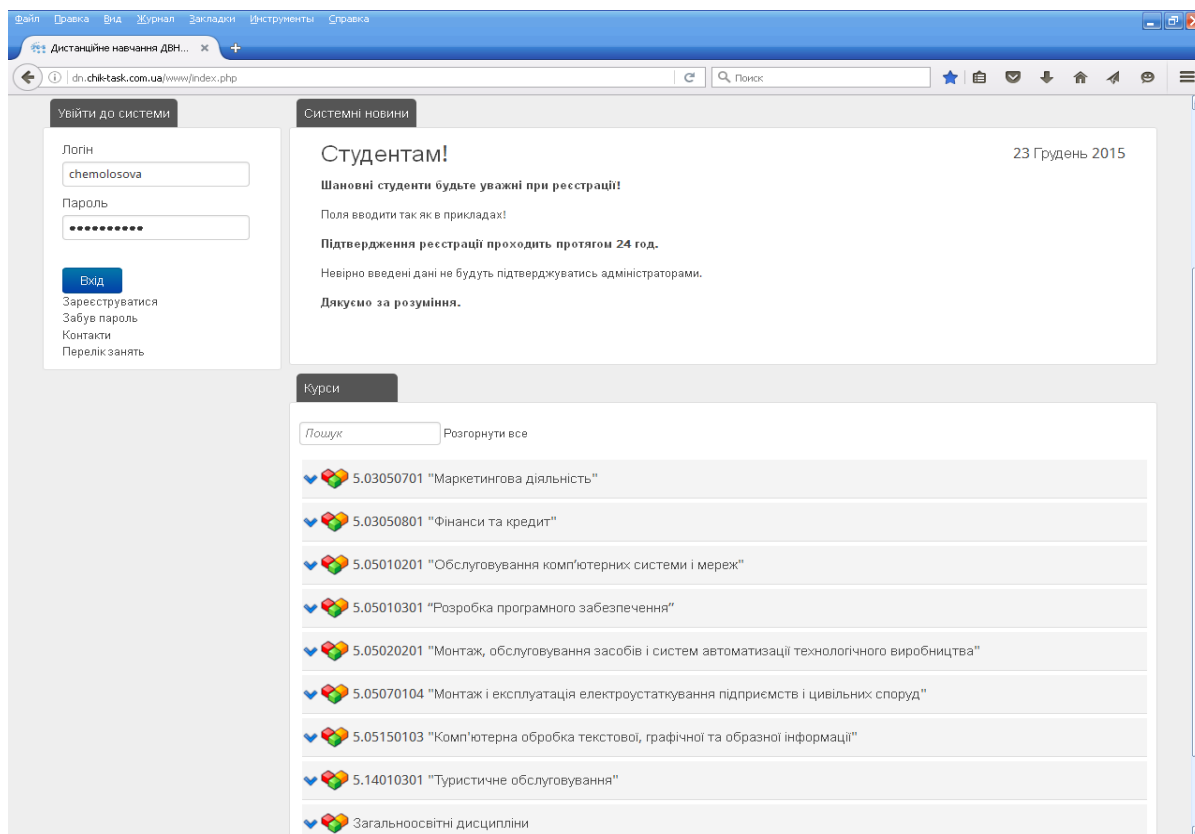 Файл Правка Вид Журнал Закладки Инструменты Справка
Дистанційне навчання ДВН...
dn.chik-task.com.ua/www/index.php
Поиск
Увійти до системи
Логін
chemolosova
Пароль
••••••••••
Вхід
Зареєструватися
Забув пароль
Контакти
Перелік занять
Системні новини
Студентам!
23 Грудень 2015
Шановні студенти будьте уважні при реєстрації!
Поля вводити так як в прикладах!
Підтвердження реєстрації проходить протягом 24 год.
Невірно введені дані не будуть підтверджуватись адміністраторами.
Дякуємо за розуміння.
Курси
Пошук
Розгорнути все
5.03050701 "Маркетингова діяльність"
5.03050801 "Фінанси та кредит"
5.05010201 "Обслуговування комп'ютерних системи і мереж"
5.05010301 "Розробка програмного забезпечення"
5.05020201 "Монтаж, обслуговування засобів і систем автоматизації технологічного виробництва"
5.05070104 "Монтаж і експлуатація електроустаткування підприємств і цивільних споруд"
5.05150103 "Комп'ютерна обробка текстової, графічної та образної інформації"
5.14010301 "Туристичне обслуговування"
Загальноосвітні дисципліни